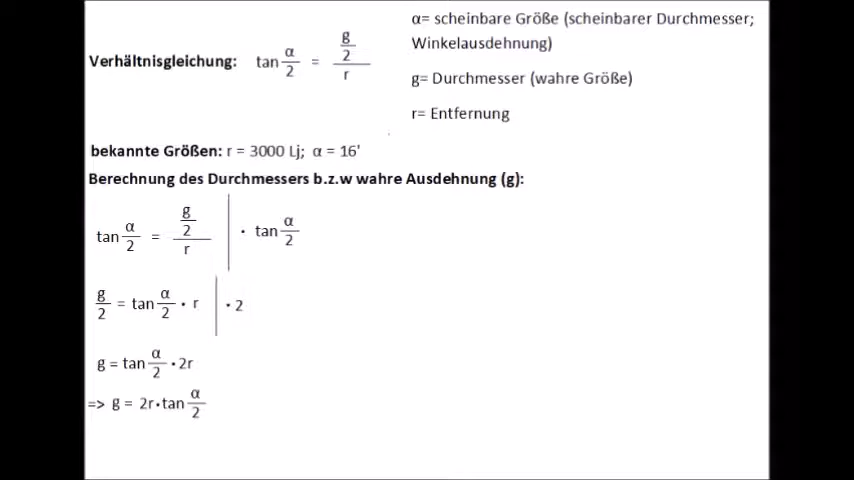 α= scheinbare Größe (scheinbarer Durchmesser;
Winkelausdehnung)
Verhältnisgleichung: tan α/2 = (g/2)/r
g= Durchmesser (wahre Größe)
r= Entfernung
bekannte Größen: r = 3000 Lj; α = 16'
Berechnung des Durchmessers b.z.w wahre Ausdehnung (g):
tan α/2 = (g/2)/r | • tan α/2
g/2 = tan α/2 • r | • 2
g = tan α/2 • 2r
=> g = 2r•tan α/2